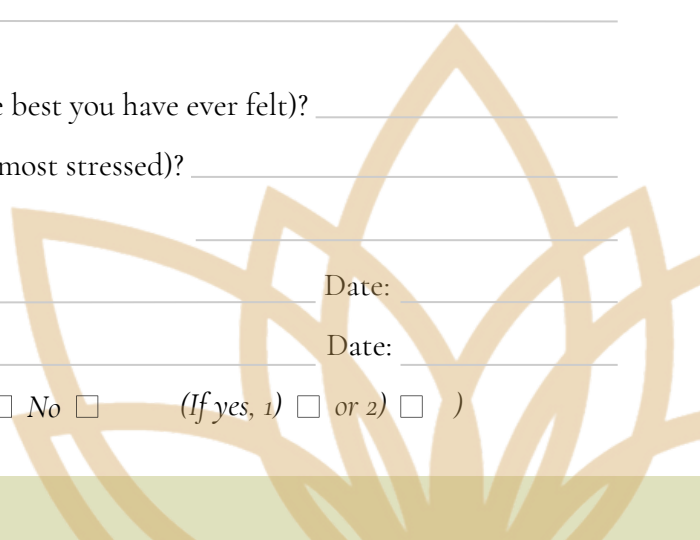 best you have ever felt)?
most stressed)?
Date:
Date:
No (If yes, 1) or 2) )